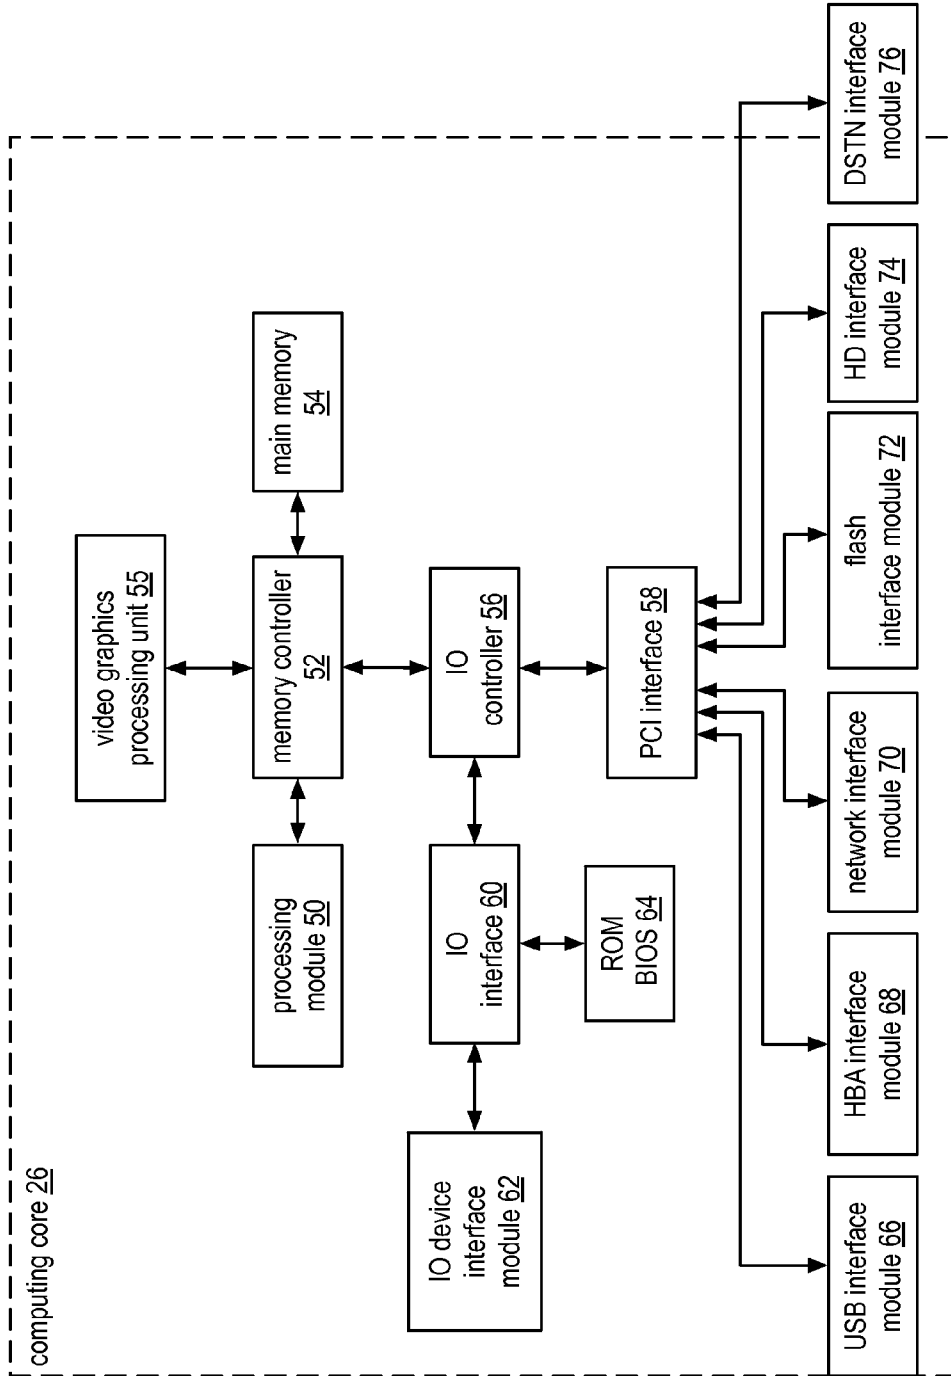 computing core 26
video graphics
processing unit 55
processing
module 50
memory controller
52
main memory
54
IO device
interface
module 62
IO
interface 60
IO
controller 56
ROM
BIOS 64
PCI interface 58
USB interface
module 66
HBA interface
module 68
network interface
module 70
flash
interface module 72
HD interface
module 74
DSTN interface
module 76